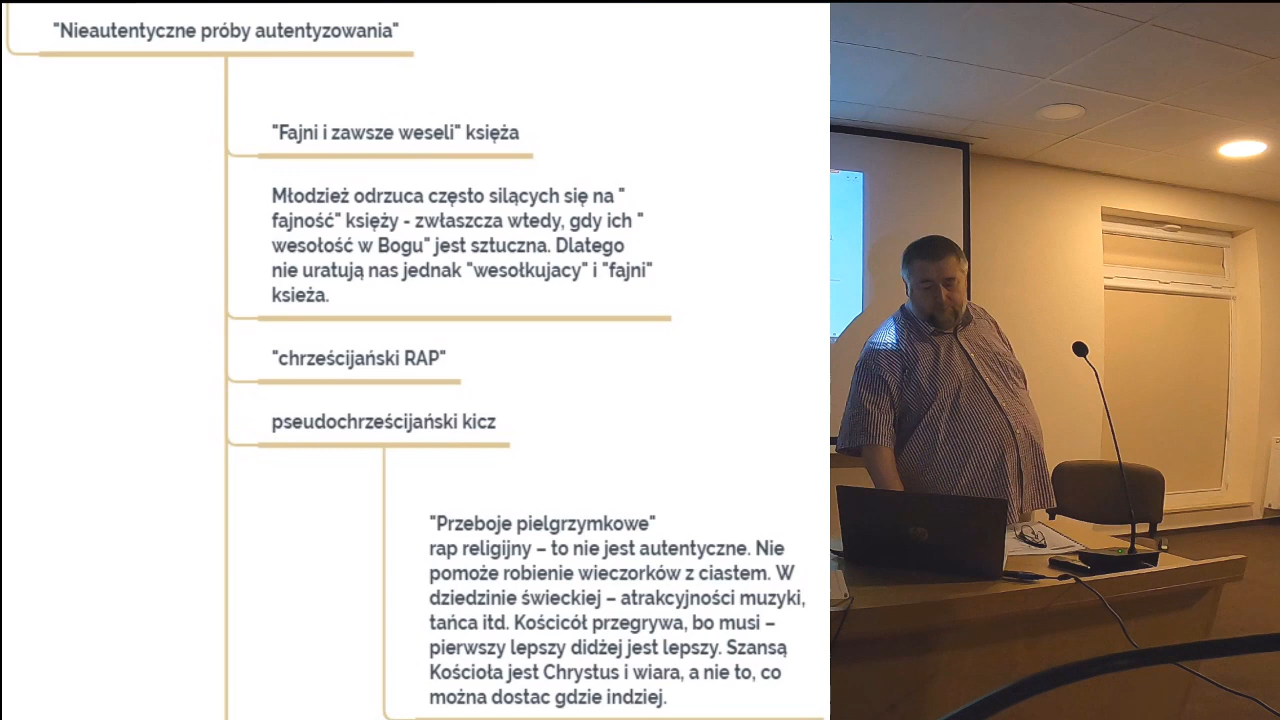 "Nieautentyczne próby autentyzowania"
"Fajni i zawsze weseli" księża
Młodzież odrzuca często silących się na "
fajność" księży - zwłaszcza wtedy, gdy ich "
wesołość w Bogu" jest sztuczna. Dlatego
nie uratują nas jednak "wesołkujacy" i "fajni"
ksieża.
"chrześcijański RAP"
pseudochrześcijański kicz
"Przeboje pielgrzymkowe"
rap religijny – to nie jest autentyczne. Nie
pomoże robienie wieczorków z ciastem. W
dziedzinie świeckiej – atrakcyjności muzyki,
tańca itd. Kościcół przegrywa, bo musi –
pierwszy lepszy didżej jest lepszy. Szansą
Kościoła jest Chrystus i wiara, a nie to, co
można dostac gdzie indziej.